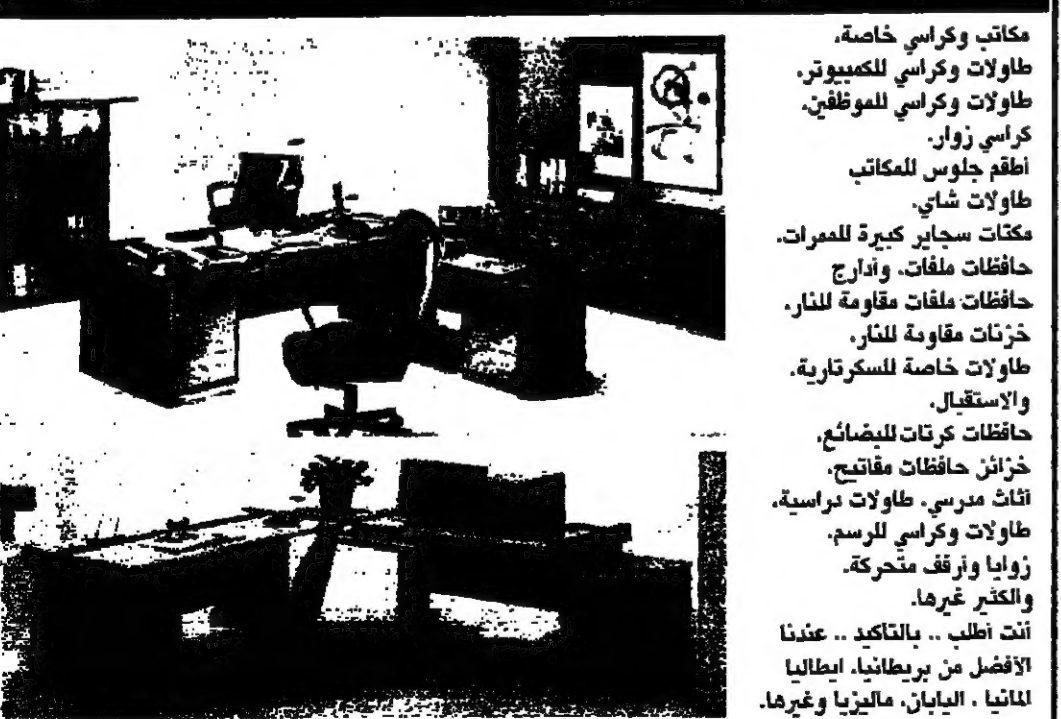 مكاتب وكراسي خاصة.
طاولات وكراسي للكمبيوتر.
طاولات وكراسي للموظفين.
كراسي زوار.
أطقم جلوس للمكاتب
طاولات شاي.
مكتات سجاير كبيرة للممرات.
حافظات ملفات، وأدارج
حافظات ملفات مقاومة للنار.
خزنات مقاومة للنار.
طاولات خاصة للسكرتارية.
والاستقبال.
حافظات كرتات للبضائع.
خزائن حافظات مفاتيح.
أثاث مدرسي. طاولات دراسية.
طاولات وكراسي للرسم.
زوايا وأرفف متحركة.
والكثير غيرها.
أنت أطلب .. بالتأكيد .. عندنا
الأفضل من بريطانيا، ايطاليا
المانيا ، اليابان، ماليزيا وغيرها.